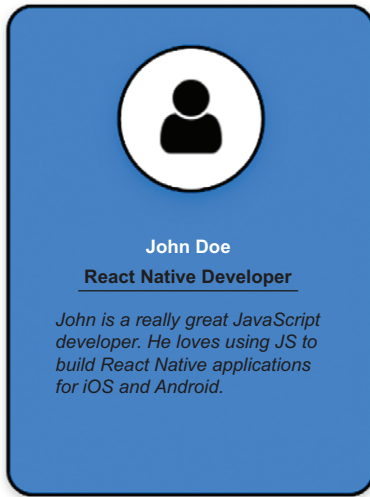 John Doe
React Native Developer
John is a really great JavaScript
developer. He loves using JS to
build React Native applications
for iOS and Android.